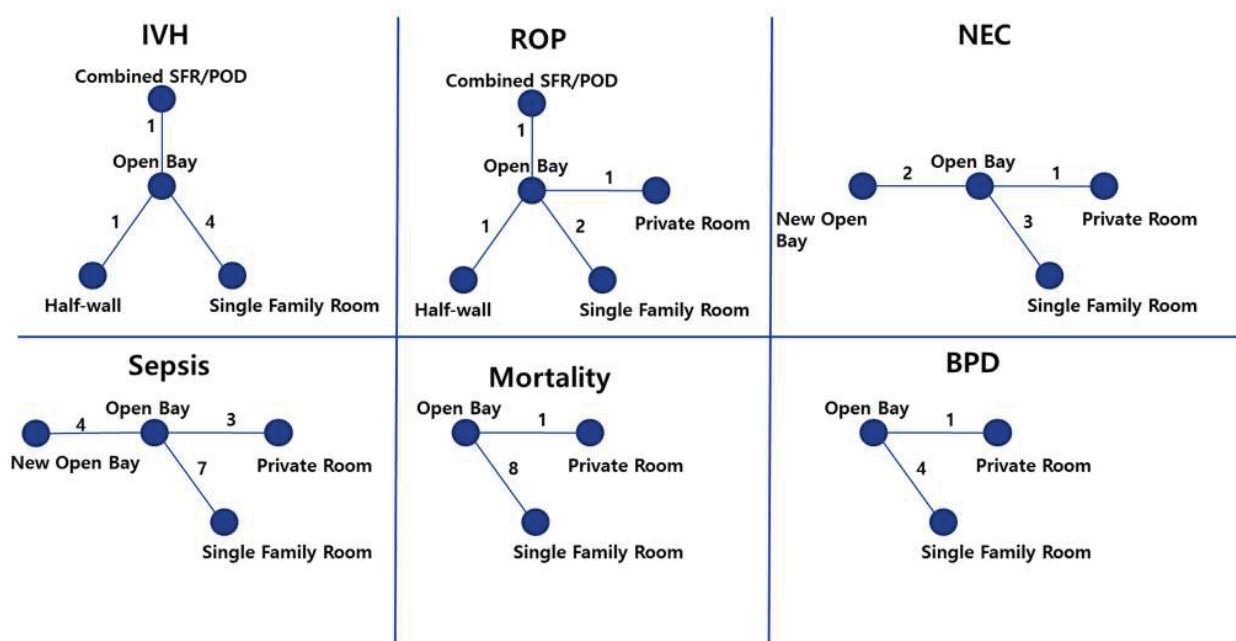 IVH
Combined SFR/POD
1
Open Bay
1
4
Half-wall
Single Family Room
ROP
Combined SFR/POD
1
Open Bay
1
Private Room
1
2
Half-wall
Single Family Room
NEC
Open Bay
2
1
New Open
Bay
Private Room
3
Single Family Room
Sepsis
Open Bay
4
3
New Open Bay
Private Room
7
Single Family Room
Mortality
Open Bay
1
Private Room
8
Single Family Room
BPD
Open Bay
1
Private Room
4
Single Family Room